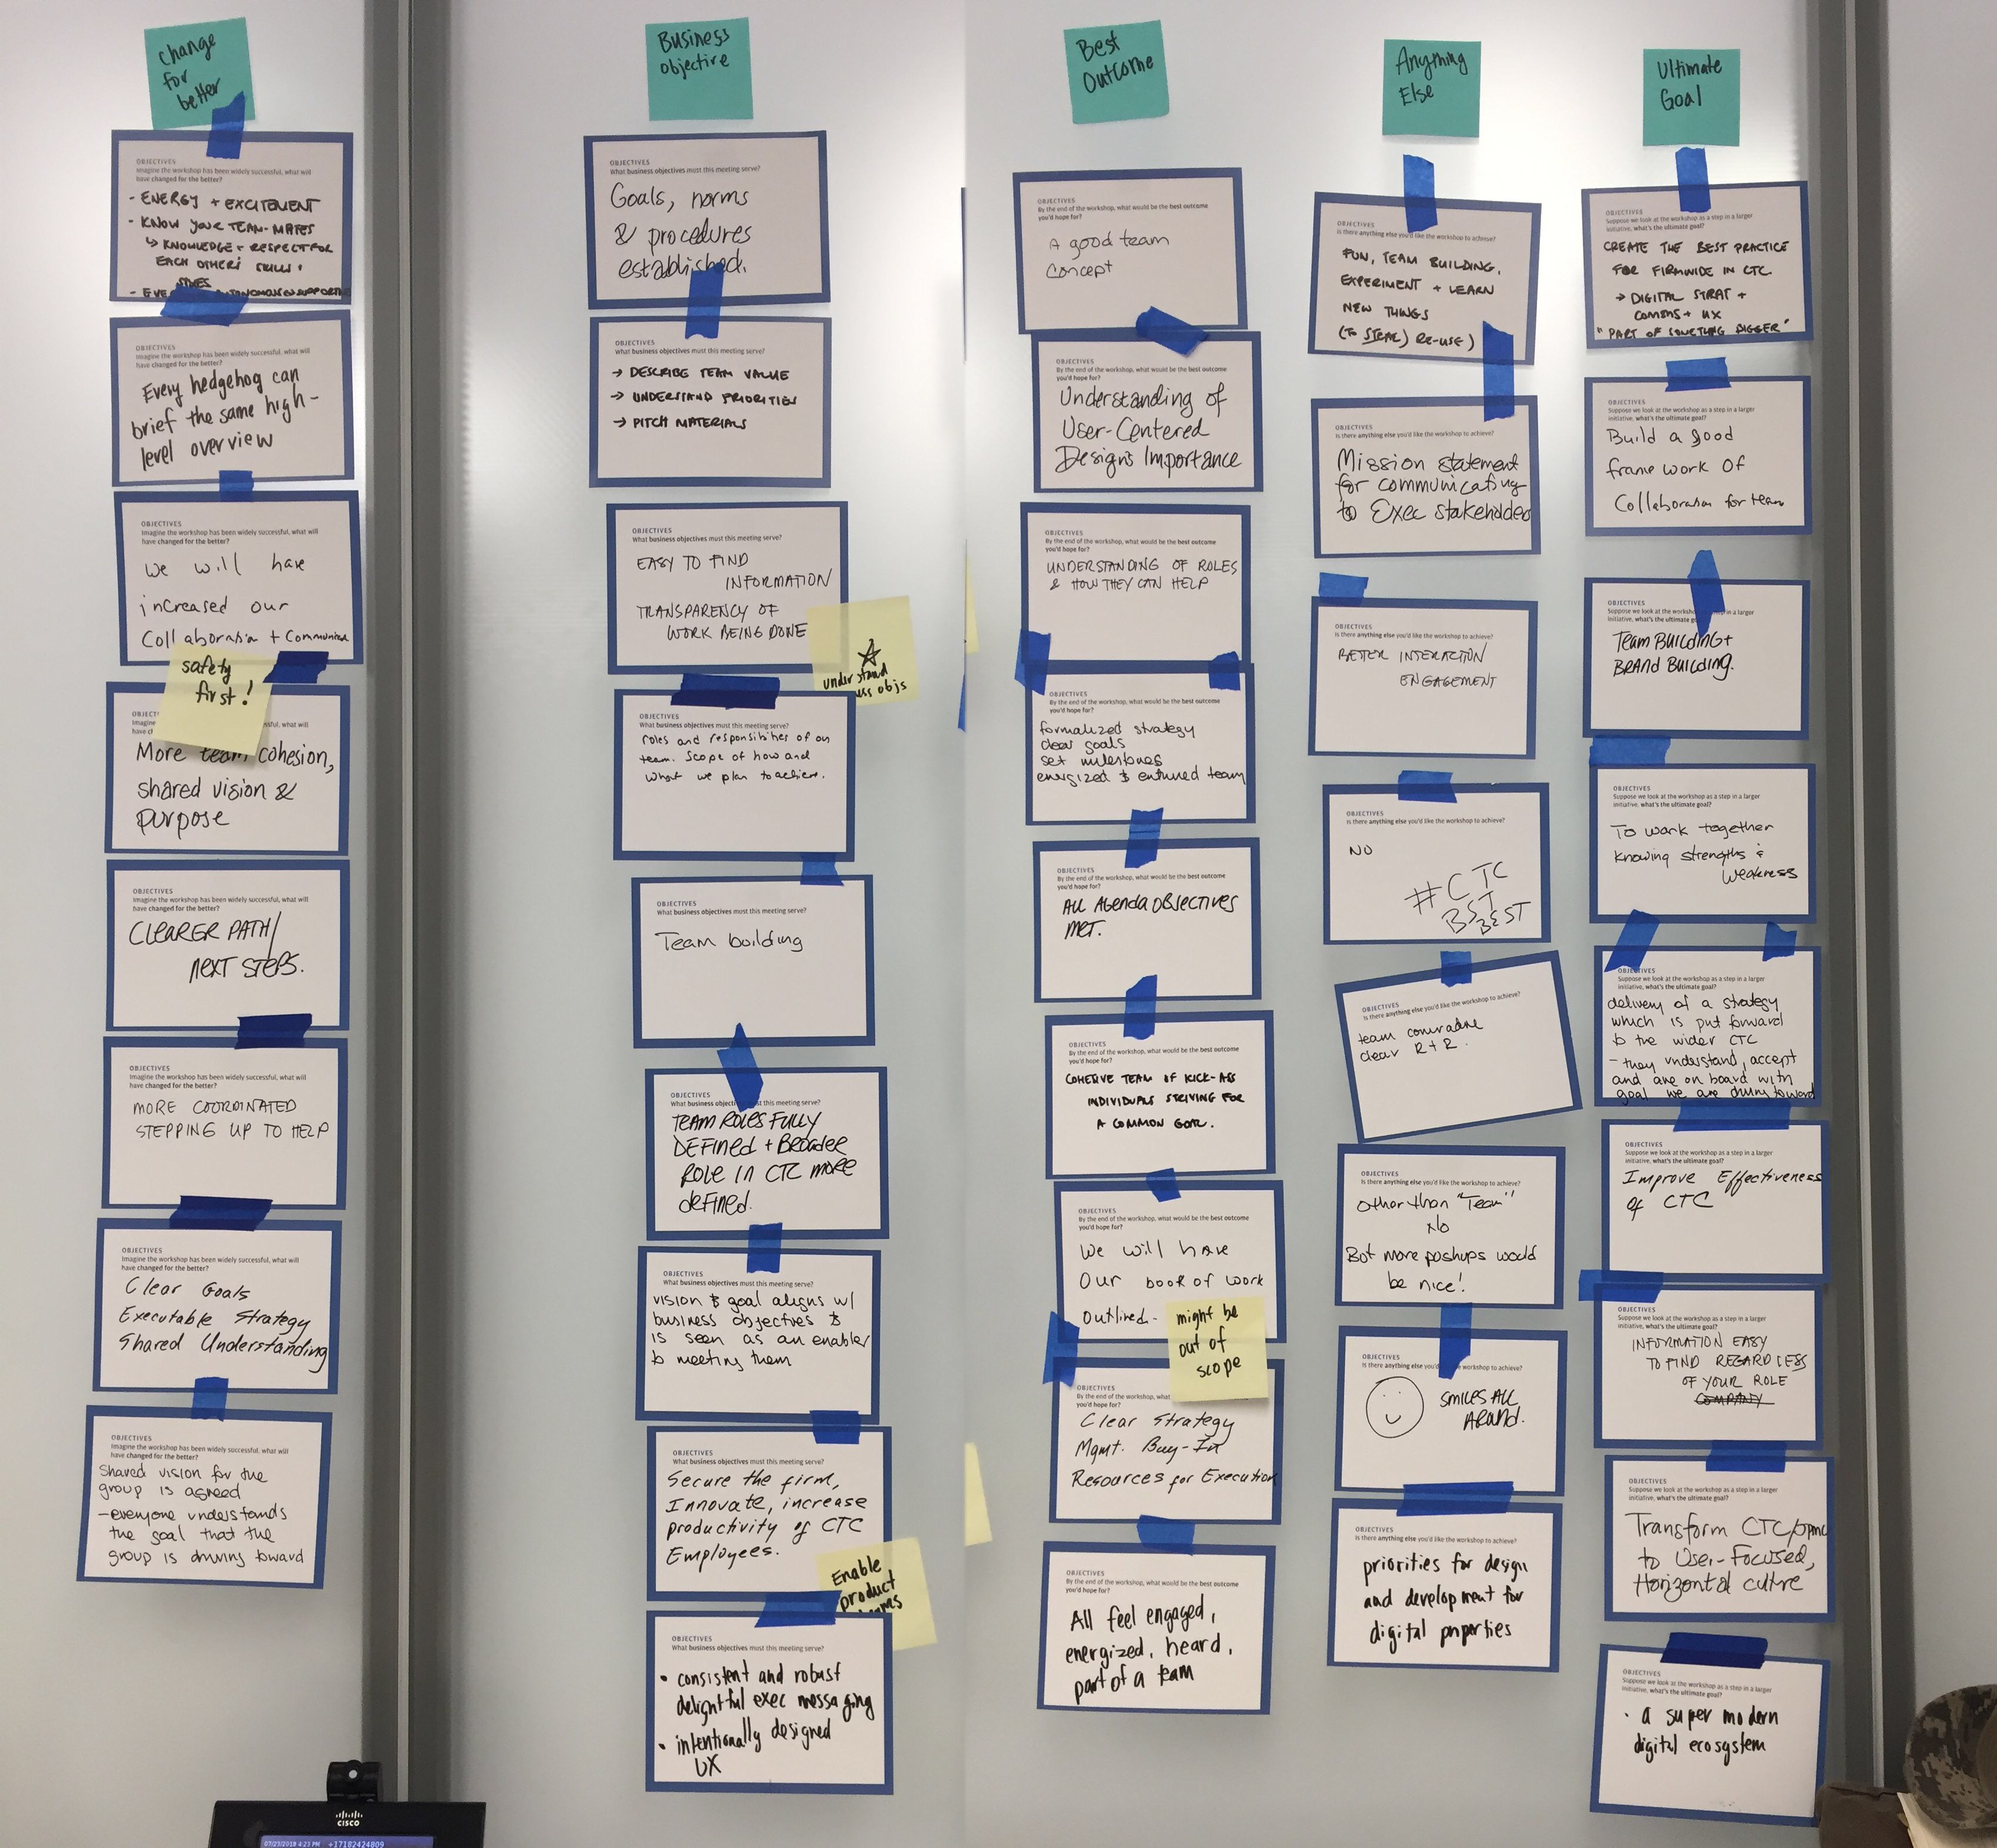 Change
for
better
OBJECTIVES
Imagine the workshop has been widely successful, what will
have changed for the better?
- ENERGY + EXCITEMENT
- KNOW YOUR TEAM-MATES
↳ KNOWLEDGE + RESPECT FOR
EACH OTHERS SKILLS +
OBJECTIVES
Imagine the workshop has been widely successful, what will
have changed for the better?
Every hedgehog can
brief the same high-
level overview
OBJECTIVES
Imagine the workshop has been widely successful, what will
have changed for the better?
We will have
increased our
Collaboration +
safety
first!
More team cohesion,
shared vision &
purpose
OBJECTIVES
Imagine the workshop has been widely successful, what will
have changed for the better?
CLEARER PATH/
NEXT STEPS.
OBJECTIVES
Imagine the workshop has been widely successful, what will
have changed for the better?
MORE COORDINATED
STEPPING UP TO HELP
OBJECTIVES
Imagine the workshop has been widely successful, what will
have changed for the better?
Clear Goals
Executable Strategy
Shared Understanding
OBJECTIVES
Imagine the workshop has been widely successful, what will
have changed for the better?
Shared vision for the
group is agreed
- everyone understands
the goal that the
group is driving toward
Business
Objective
OBJECTIVES
What business objectives must this meeting serve?
Goals, norms
& procedures
established.
OBJECTIVES
What business objectives must this meeting serve?
→ DESCRIBE TEAM VALUE
→ UNDERSTAND PRIORITIES
→ PITCH MATERIALS
OBJECTIVES
What business objectives must this meeting serve?
EASY TO FIND
INFORMATION
TRANSPARENCY OF
WORK BEING DONE
understand
objs
OBJECTIVES
What business objectives must this meeting serve?
roles and responsibilites of our
team. Scope of how and
what we plan to achieve.
OBJECTIVES
What business objectives must this meeting serve?
Team building
OBJECTIVES
What business must this meeting serve?
TEAM ROLES FULLY
DEFINED + BROADER
ROLE IN CTC MORE
DEFINED.
OBJECTIVES
What business objectives must this meeting serve?
vision & goal aligns w/
business objectives &
is seen as an enabler
to meeting them
OBJECTIVES
What business objectives must this meeting serve?
Secure the firm,
Innovate, increase
productivity of CTC
Employees.
Enable
product
OBJECTIVES
What business objectives must this meeting serve?
• consistent and robust
delightful exec messaging
• intentionally designed
UX
Best
Outcome
OBJECTIVES
By the end of the workshop, what would be the best outcome
you'd hope for?
A good team
concept
OBJECTIVES
By the end of the workshop, what would be the best outcome
you'd hope for?
Understanding of
User-Centered
Design's Importance
OBJECTIVES
By the end of the workshop, what would be the best outcome
you'd hope for?
UNDERSTANDING OF ROLES
& HOW THEY CAN HELP
OBJECTIVES
By the end of the workshop, what would be the best outcome
you'd hope for?
formalized strategy
clear goals
set milestones
energized & enthused team
OBJECTIVES
By the end of the workshop, what would be the best outcome
you'd hope for?
All Agenda Objectives
MET.
OBJECTIVES
By the end of the workshop, what would be the best outcome
you'd hope for?
COHESIVE TEAM OF KICK-ASS
INDIVIDUALS STRIVING FOR
A COMMON GOAL.
OBJECTIVES
By the end of the workshop, what would be the best outcome
you'd hope for?
We will have
Our book of work
outlined.
might be
out of
scope
OBJECTIVES
By the end of the workshop, what
you'd hope for?
Clear Strategy
Mgmt. Buy-In
Resources for Execution
OBJECTIVES
By the end of the workshop, what would be the best outcome
you'd hope for?
All feel engaged,
energized, heard,
part of a team
Anything
Else
OBJECTIVES
Is there anything else you'd like the workshop to achieve?
FUN, TEAM BUILDING,
EXPERIMENT + LEARN
NEW THINGS
(TO STEAL) RE-USE)
OBJECTIVES
Is there anything else you'd like the workshop to achieve?
Mission statement
for communicating
to Exec stakeholders
OBJECTIVES
Is there anything else you'd like the workshop to achieve?
BETTER INTERACTION
ENGAGEMENT
OBJECTIVES
Is there anything else you'd like the workshop to achieve?
NO
#CTC
BST
BEST
OBJECTIVES
Is there anything else you'd like the workshop to achieve?
team comradre
clear R+R.
OBJECTIVES
Is there anything else you'd like the workshop to achieve?
Other than "Team"
No
But more poshups would
be nice!
OBJECTIVES
Is there anything else workshop to achieve?
SMILES ALL
AROUND.
OBJECTIVES
Is there anything else you'd like the workshop to achieve?
priorities for design
and development for
digital properties
Ultimate
Goal
OBJECTIVES
Suppose we look at the workshop as a step in a larger
initiative, what's the ultimate goal?
CREATE THE BEST PRACTICE
FOR FIRMWIDE IN CTC
→ DIGITAL STRAT +
COMMS + UX
"PART OF SOMETHING BIGGER"
OBJECTIVES
Suppose we look at the workshop as a step in a larger
initiative, what's the ultimate goal?
Build a good
frame work of
Collaboration for team
OBJECTIVES
Suppose we look at the in a larger
initiative, what's the ultimate
TEAM BUILDING +
BRAND BUILDING.
OBJECTIVES
Suppose we look at the workshop as a step in a larger
initiative, what's the ultimate goal?
To work together
knowing strengths &
weakness
OBJECTIVES
Suppose we look at the workshop as a step in a larger
initiative, what's the ultimate goal?
delivery of a strategy
which is put forward
to the wider CTC
- they understand, accept
and are on board with
goal we are driving toward
OBJECTIVES
Suppose we look at the workshop as a step in a larger
initiative, what's the ultimate goal?
Improve Effectiveness
of CTC
OBJECTIVES
Suppose we look at the workshop as a step in a larger
initiative, what's the ultimate goal?
INFORMATION EASY
TO FIND REGARDLESS
OF YOUR ROLE
COMPANY
OBJECTIVES
Suppose we look at the workshop as a step in a larger
initiative, what's the ultimate goal?
Transform CTC/JPMC
to User-Focused,
Horizontal culture
OBJECTIVES
Suppose we look at the workshop as a step in a larger
initiative, what's the ultimate goal?
• a super modern
digital ecosystem
CISCO
07/23/2018 4:23 PM +17182424809